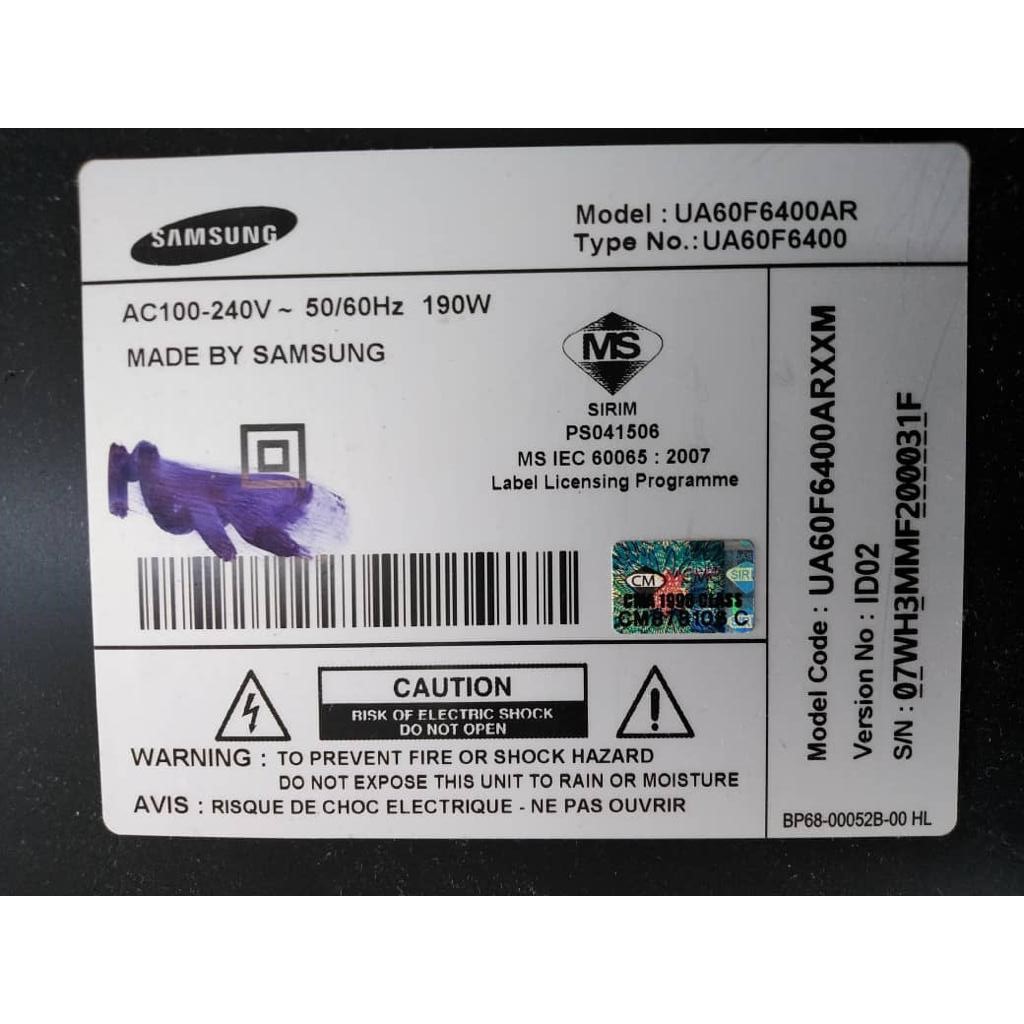 SAMSUNG
Model : UA60F6400AR
Type No.:UA60F6400
AC100-240V ~ 50/60Hz 190W
MADE BY SAMSUNG
MS
SIRIM
PS041506
MS IEC 60065 : 2007
Label Licensing Programme
CM
SIRI
CAUTION
RISK OF ELECTRIC SHOCK
DO NOT OPEN
WARNING : TO PREVENT FIRE OR SHOCK HAZARD
DO NOT EXPOSE THIS UNIT TO RAIN OR MOISTURE
AVIS : RISQUE DE CHOC ELECTRIQUE - NE PAS OUVRIR
Model Code : UA60F6400ARXXM
Version No : ID02
S/N : 07WH3MMF200031F
BP68-00052B-00 HL